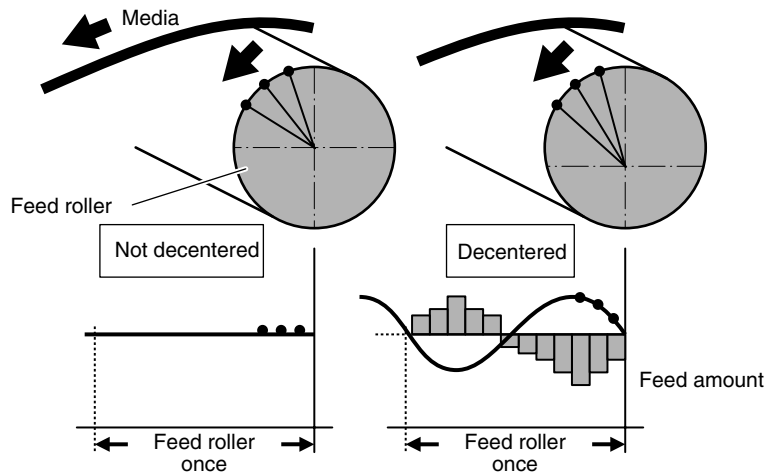 Media
Feed roller
Not decentered
Decentered
Feed amount
Feed roller
once
Feed roller
once